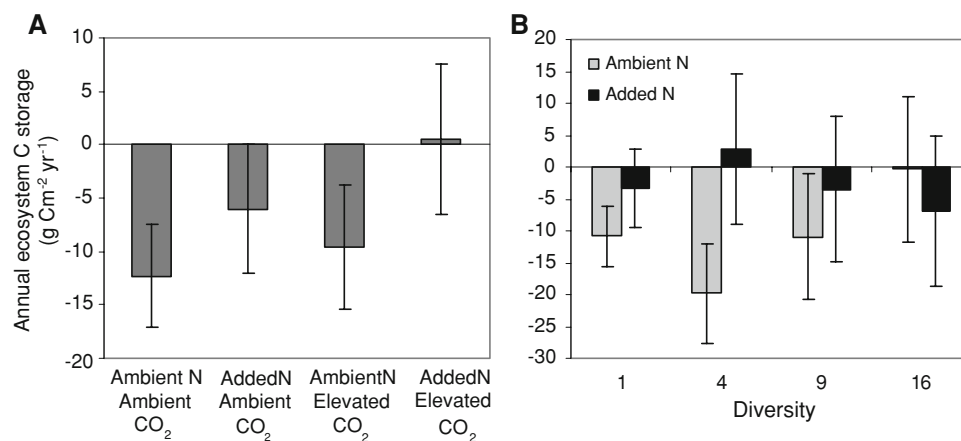 A
Annual ecosystem C storage
(g Cm-2 yr-1)
10
5
0
-5
-10
-15
-20
Ambient N
Ambient
CO2
AddedN
Ambient
CO2
AmbientN
Elevated
CO2
AddedN
Elevated
CO2
B
20
15
10
5
0
-5
-10
-15
-20
-25
-30
Ambient N
Added N
1
4
9
16
Diversity